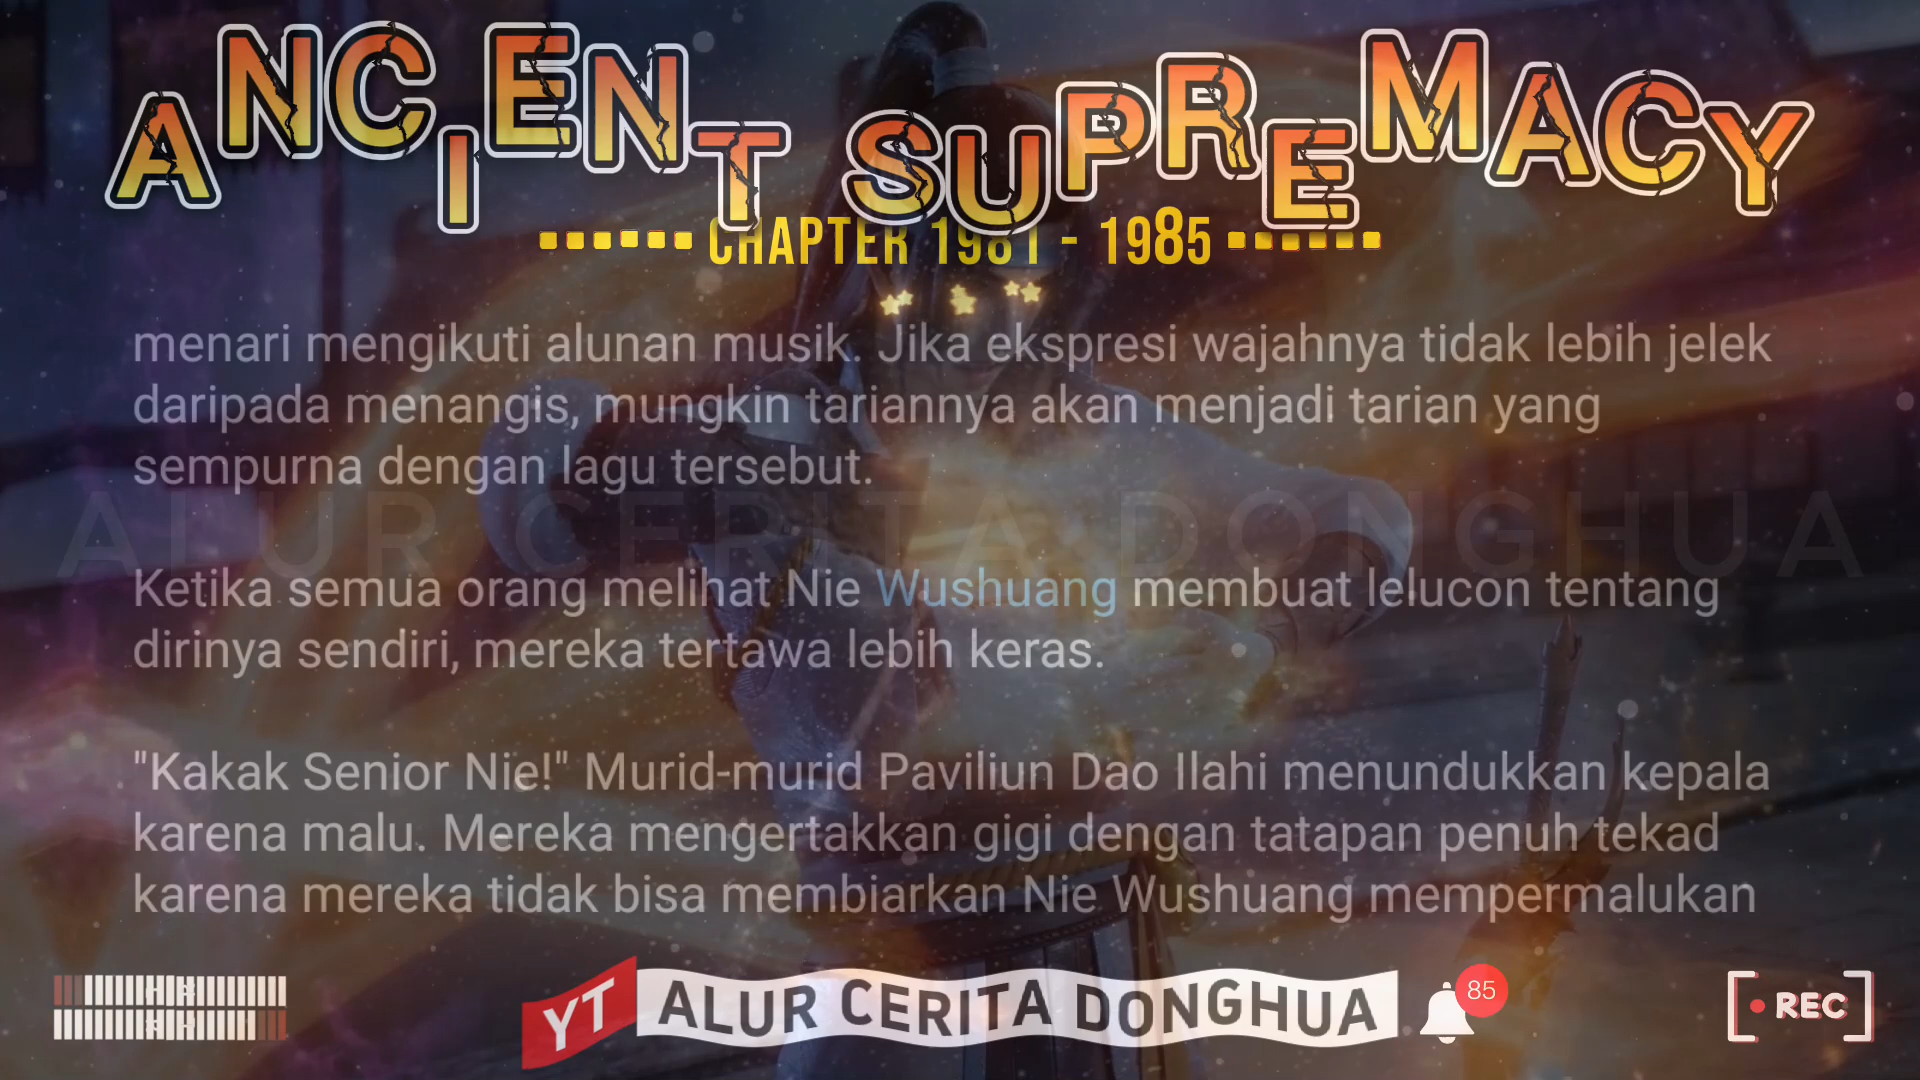 ANCIENT SUPREMACY
CHAPTER 1981 - 1985
menari mengikuti alunan musik. Jika ekspresi wajahnya tidak lebih jelek
daripada menangis, mungkin tariannya akan menjadi tarian yang
sempurna dengan lagu tersebut.
ALUR CERITA DONGHUA
Ketika semua orang melihat Nie Wushuang membuat lelucon tentang
dirinya sendiri, mereka tertawa lebih keras.
"Kakak Senior Nie!" Murid-murid Paviliun Dao Ilahi menundukkan kepala
karena malu. Mereka mengertakkan gigi dengan tatapan penuh tekad
karena mereka tidak bisa membiarkan Nie Wushuang mempermalukan
YT ALUR CERITA DONGHUA 85
REC